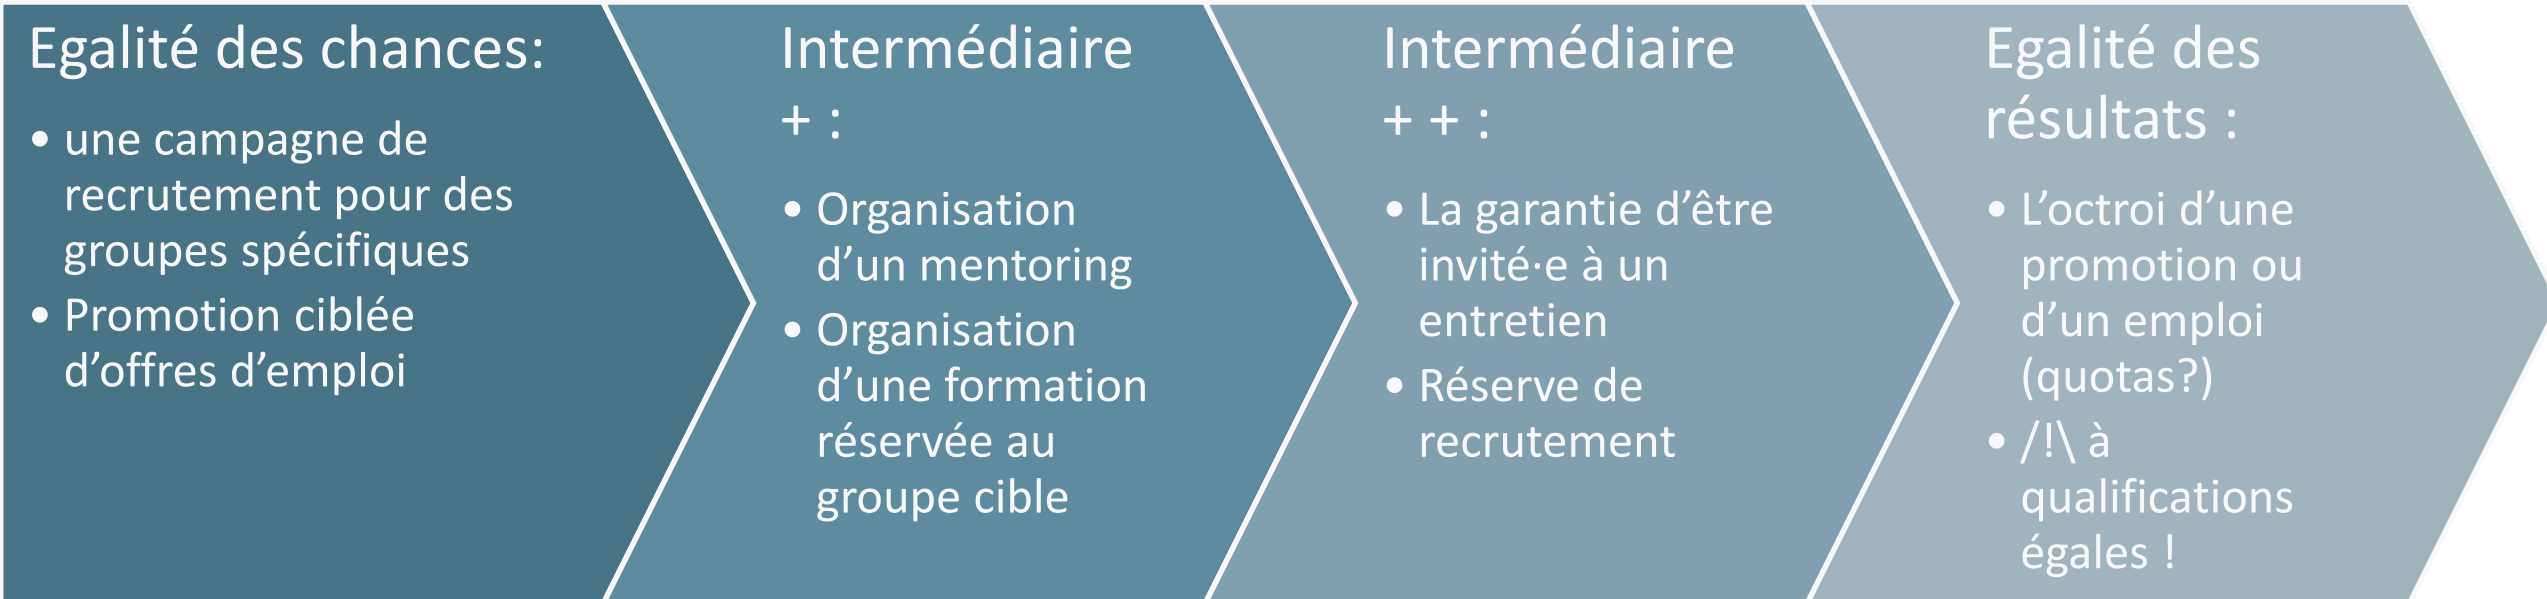 Egalité des chances:
• une campagne de
recrutement pour des
groupes spécifiques
• Promotion ciblée
d’offres d’emploi
Intermédiaire
+ :
• Organisation
d’un mentoring
• Organisation
d’une formation
réservée au
groupe cible
Intermédiaire
+ + :
• La garantie d’être
invité·e à un
entretien
• Réserve de
recrutement
Egalité des
résultats :
• L’octroi d’une
promotion ou
d’un emploi
(quotas?)
• /!\ à
qualifications
égales !